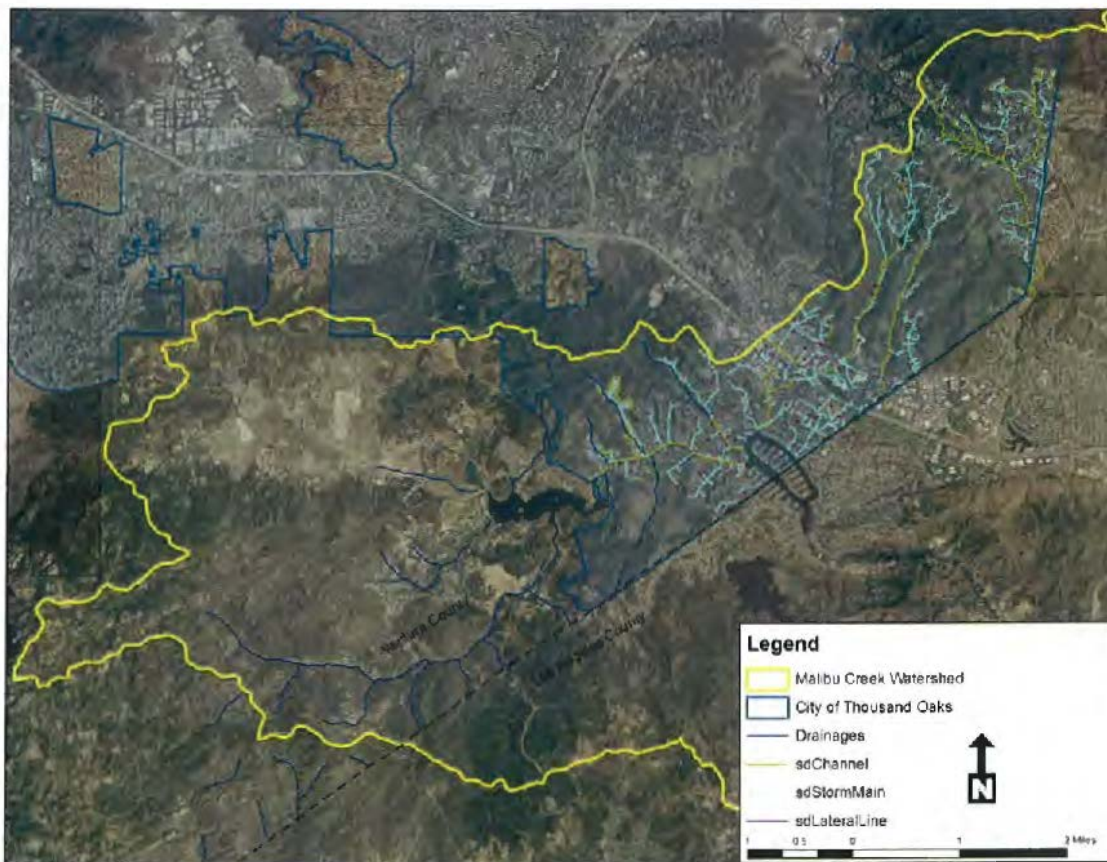 Ventura County
Los Angeles County
Legend
Malibu Creek Watershed
City of Thousand Oaks
Drainages
sdChannel
sdStormMain
sdLateralLine
N
1 0.5 0 1 2 Miles